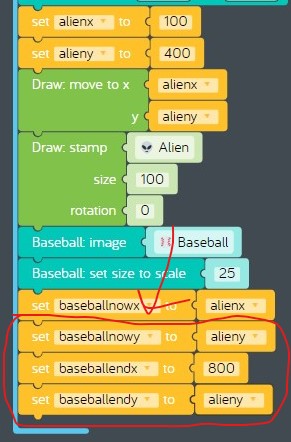 set alienx to 100
set alieny to 400
Draw: move to x alienx
y alieny
Draw: stamp Alien
size 100
rotation 0
Baseball: image Baseball
Baseball: set size to scale 25
set baseballnowx to alienx
set baseballnowy to alieny
set baseballendx to 800
set baseballendy to alieny